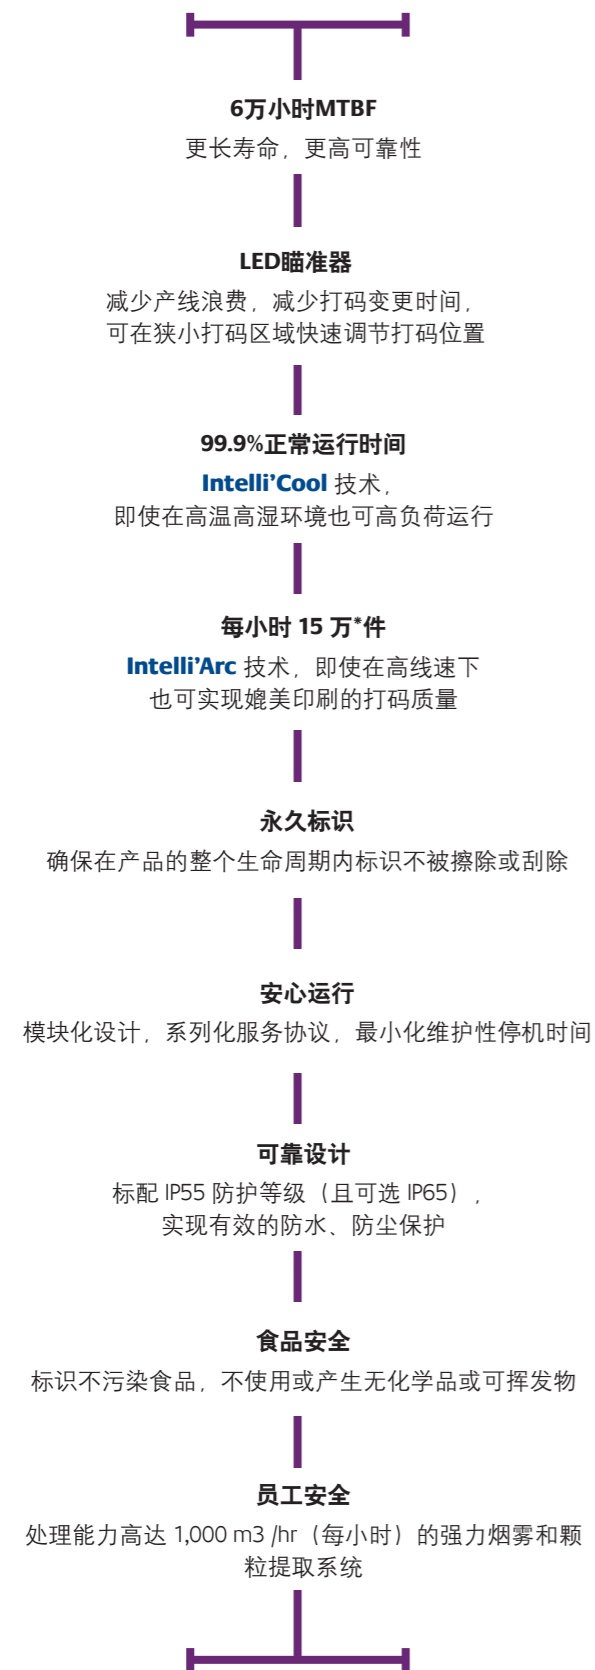 6万小时MTBF
更长寿命，更高可靠性
LED瞄准器
减少产线浪费，减少打码变更时间，
可在狭小打码区域快速调节打码位置
99.9%正常运行时间
Intelli’Cool 技术，
即使在高温高湿环境也可高负荷运行
每小时 15 万*件
Intelli’Arc 技术，即使在高线速下
也可实现媲美印刷的打码质量
永久标识
确保在产品的整个生命周期内标识不被擦除或刮除
安心运行
模块化设计，系列化服务协议，最小化维护性停机时间
可靠设计
标配 IP55 防护等级（且可选 IP65），
实现有效的防水、防尘保护
食品安全
标识不污染食品，不使用或产生无化学品或可挥发物
员工安全
处理能力高达 1,000 m3 /hr（每小时）的强力烟雾和颗
粒提取系统